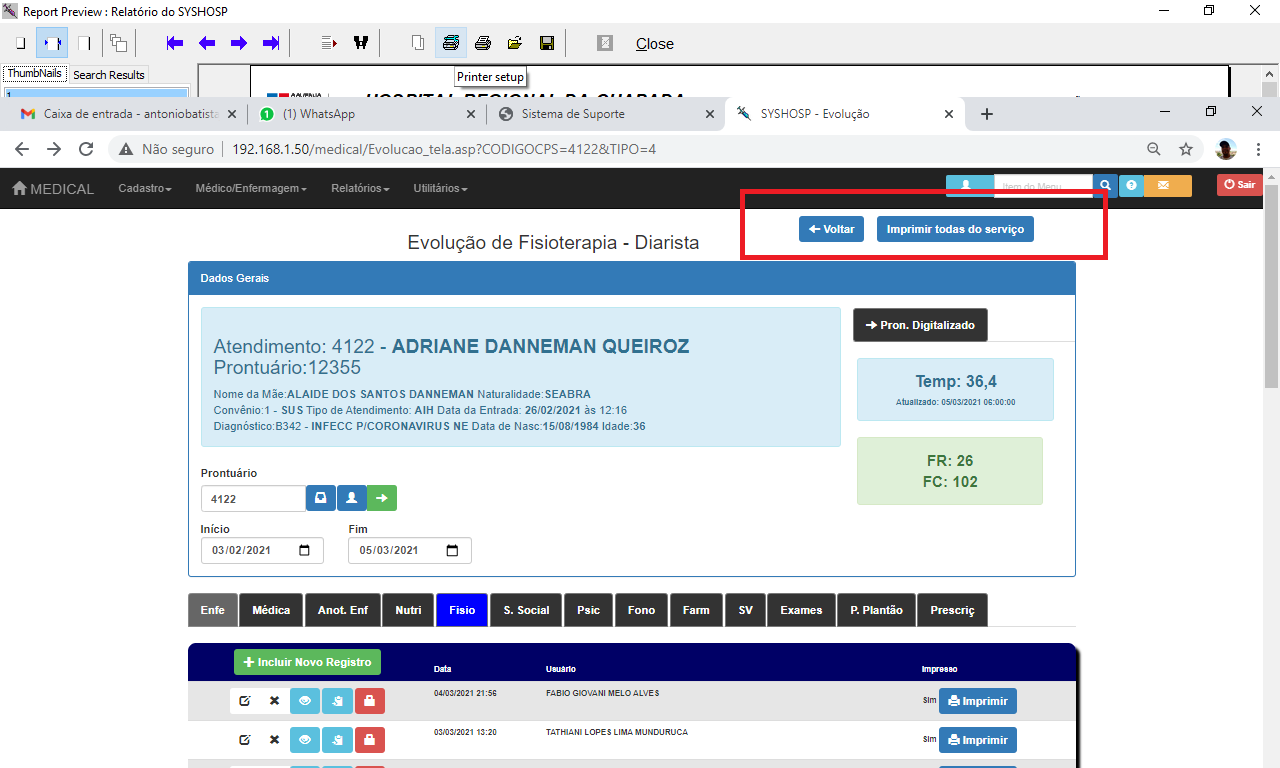 Report Preview : Relatório do SYSHOSP
Close
ThumbNails
Search Results
Printer setup
1
HOSPITAL REGIONAL DA CHAPADA
Caixa de entrada - antoniobatista
(1) WhatsApp
Sistema de Suporte
SYSHOSP - Evolução
Não seguro
192.168.1.50/medical/Evolucao_tela.asp?CODIGOCPS=4122&TIPO=4
MEDICAL
Cadastro
Médico/Enfermagem
Relatórios
Utilitários
Item do Menu
Sair
Voltar
Imprimir todas do serviço
Evolução de Fisioterapia - Diarista
Dados Gerais
Atendimento: 4122 - ADRIANE DANNEMAN QUEIROZ
Prontuário:12355
Nome da Mãe:ALAIDE DOS SANTOS DANNEMAN Naturalidade:SEABRA
Convênio:1 - SUS Tipo de Atendimento: AIH Data da Entrada: 26/02/2021 às 12:16
Diagnóstico:B342 - INFECC P/CORONAVIRUS NE Data de Nasc:15/08/1984 Idade:36
Pron. Digitalizado
Temp: 36,4
Atualizado: 05/03/2021 06:00:00
FR: 26
FC: 102
Prontuário
4122
Início
Fim
03/02/2021
05/03/2021
Enfe
Médica
Anot. Enf
Nutri
Fisio
S. Social
Psic
Fono
Farm
SV
Exames
P. Plantão
Prescriç
Incluir Novo Registro
Data
Usuário
Impresso
04/03/2021 21:56
FABIO GIOVANI MELO ALVES
Sim
Imprimir
03/03/2021 13:20
TATHIANI LOPES LIMA MUNDURUCA
Sim
Imprimir